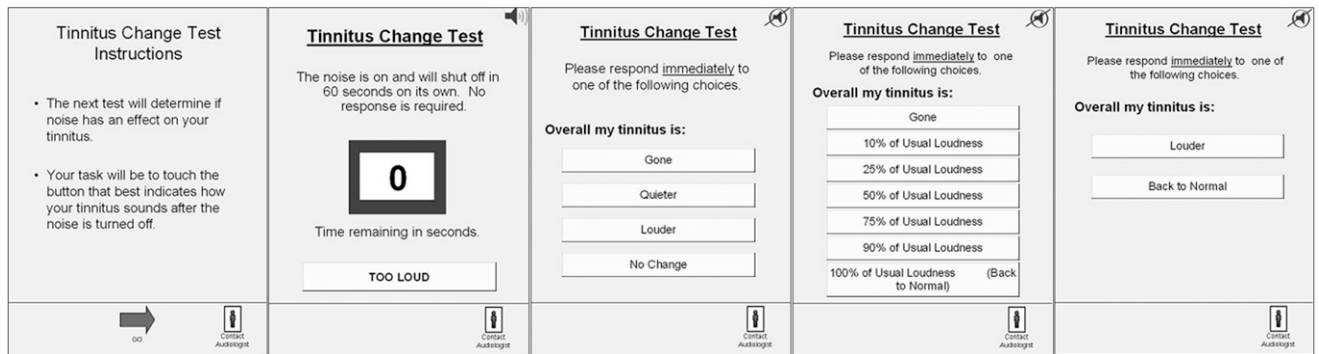 Tinnitus Change Test
Instructions
• The next test will determine if
noise has an effect on your
tinnitus.
• Your task will be to touch the
button that best indicates how
your tinnitus sounds after the
noise is turned off.
GO
Contact
Audiologist
Tinnitus Change Test
The noise is on and will shut off in
60 seconds on its own. No
response is required.
0
Time remaining in seconds.
TOO LOUD
Contact
Audiologist
Tinnitus Change Test
Please respond immediately to
one of the following choices.
Overall my tinnitus is:
Gone
Quieter
Louder
No Change
Contact
Audiologist
Tinnitus Change Test
Please respond immediately to one
of the following choices.
Overall my tinnitus is:
Gone
10% of Usual Loudness
25% of Usual Loudness
50% of Usual Loudness
75% of Usual Loudness
90% of Usual Loudness
100% of Usual Loudness (Back
to Normal)
Contact
Audiologist
Tinnitus Change Test
Please respond immediately to one of
the following choices.
Overall my tinnitus is:
Louder
Back to Normal
Contact
Audiologist